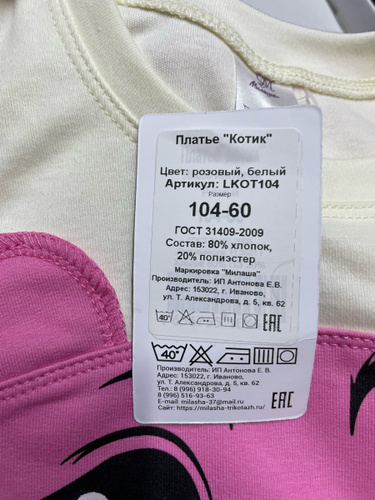 Платье "Котик"
Цвет: розовый, белый
Артикул: LKOT104
Размер
104-60
ГОСТ 31409-2009
Состав: 80% хлопок,
20% полиэстер
Маркировка "Милаша"
Производитель: ИП Антонова Е.В.
Адрес: 153022, г. Иваново,
ул. Т. Александрова, д. 5, кв. 62
40° EAC
40°
Производитель: ИП Антонова Е. В.
Адрес: 153022, г. Иваново,
ул. Т. Александрова д. 5, кв. 62
Тел.: 8 (996) 918-30-94
8 (996) 516-93-63
E-mail: milasha-37@mail.ru
Сайт: https://milasha-trikotazh.ru/
EAC